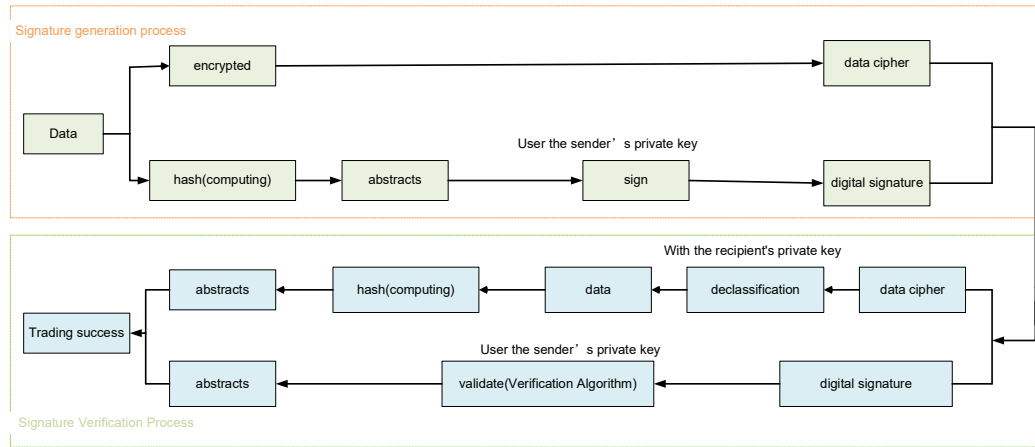 Signature generation process
encrypted
data cipher
Data
User the sender’s private key
hash(computing)
abstracts
sign
digital signature
With the recipient's private key
abstracts
hash(computing)
data
declassification
data cipher
Trading success
User the sender’s private key
abstracts
validate(Verification Algorithm)
digital signature
Signature Verification Process